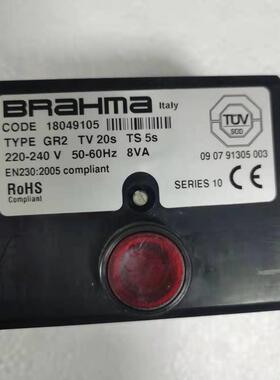 BRAHMA Italy
CODE 18049105
TYPE GR2 TV 20s TS 5s
220-240 V 50-60Hz 8VA
EN230:2005 compliant
RoHS
Compliant
TÜV
SÜD
09 07 91305 003
SERIES 10